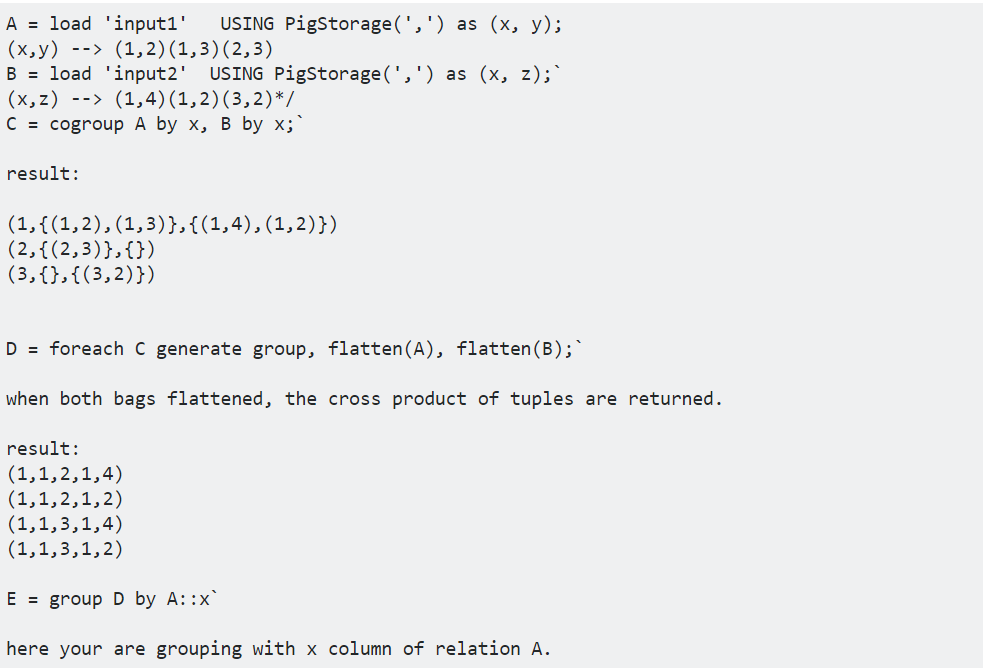 A = load 'input1'   USING PigStorage(',') as (x, y);
(x,y) --> (1,2)(1,3)(2,3)
B = load 'input2'  USING PigStorage(',') as (x, z);`
(x,z) --> (1,4)(1,2)(3,2)*/
C = cogroup A by x, B by x;`
result:
(1,{(1,2),(1,3)},{(1,4),(1,2)})
(2,{(2,3)},{})
(3,{},{(3,2)})
D = foreach C generate group, flatten(A), flatten(B);`
when both bags flattened, the cross product of tuples are returned.
result:
(1,1,2,1,4)
(1,1,2,1,2)
(1,1,3,1,4)
(1,1,3,1,2)
E = group D by A::x`
here your are grouping with x column of relation A.